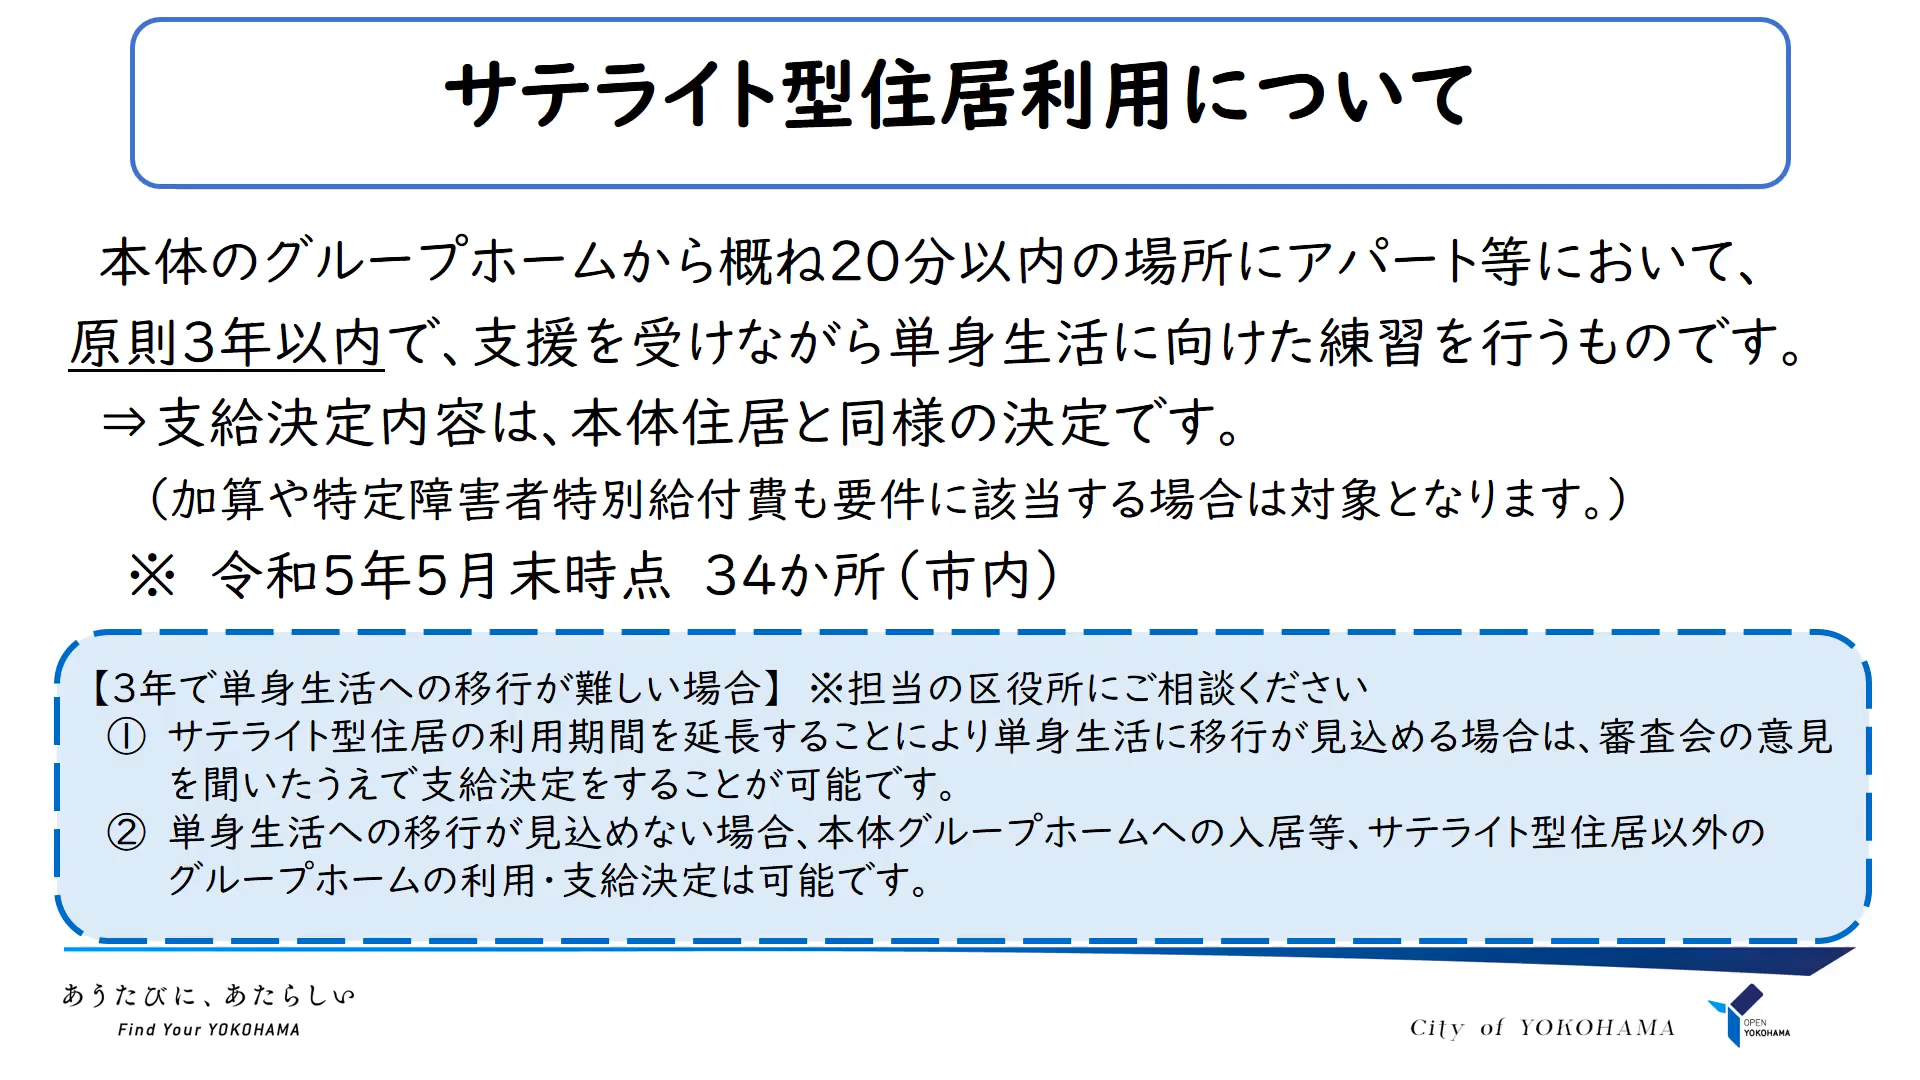 サテライト型住居利用について
本体のグループホームから概ね20分以内の場所にアパート等において、
原則3年以内で、支援を受けながら単身生活に向けた練習を行うものです。
⇒支給決定内容は、本体住居と同様の決定です。
（加算や特定障害者特別給付費も要件に該当する場合は対象となります。）
※ 令和5年5月末時点 34か所（市内）
【3年で単身生活への移行が難しい場合】 ※担当の区役所にご相談ください
① サテライト型住居の利用期間を延長することにより単身生活に移行が見込める場合は、審査会の意見
を聞いたうえで支給決定をすることが可能です。
② 単身生活への移行が見込めない場合、本体グループホームへの入居等、サテライト型住居以外の
グループホームの利用・支給決定は可能です。
あうたびに、あたらしい
Find Your YOKOHAMA
City of YOKOHAMA
OPEN
YOKOHAMA